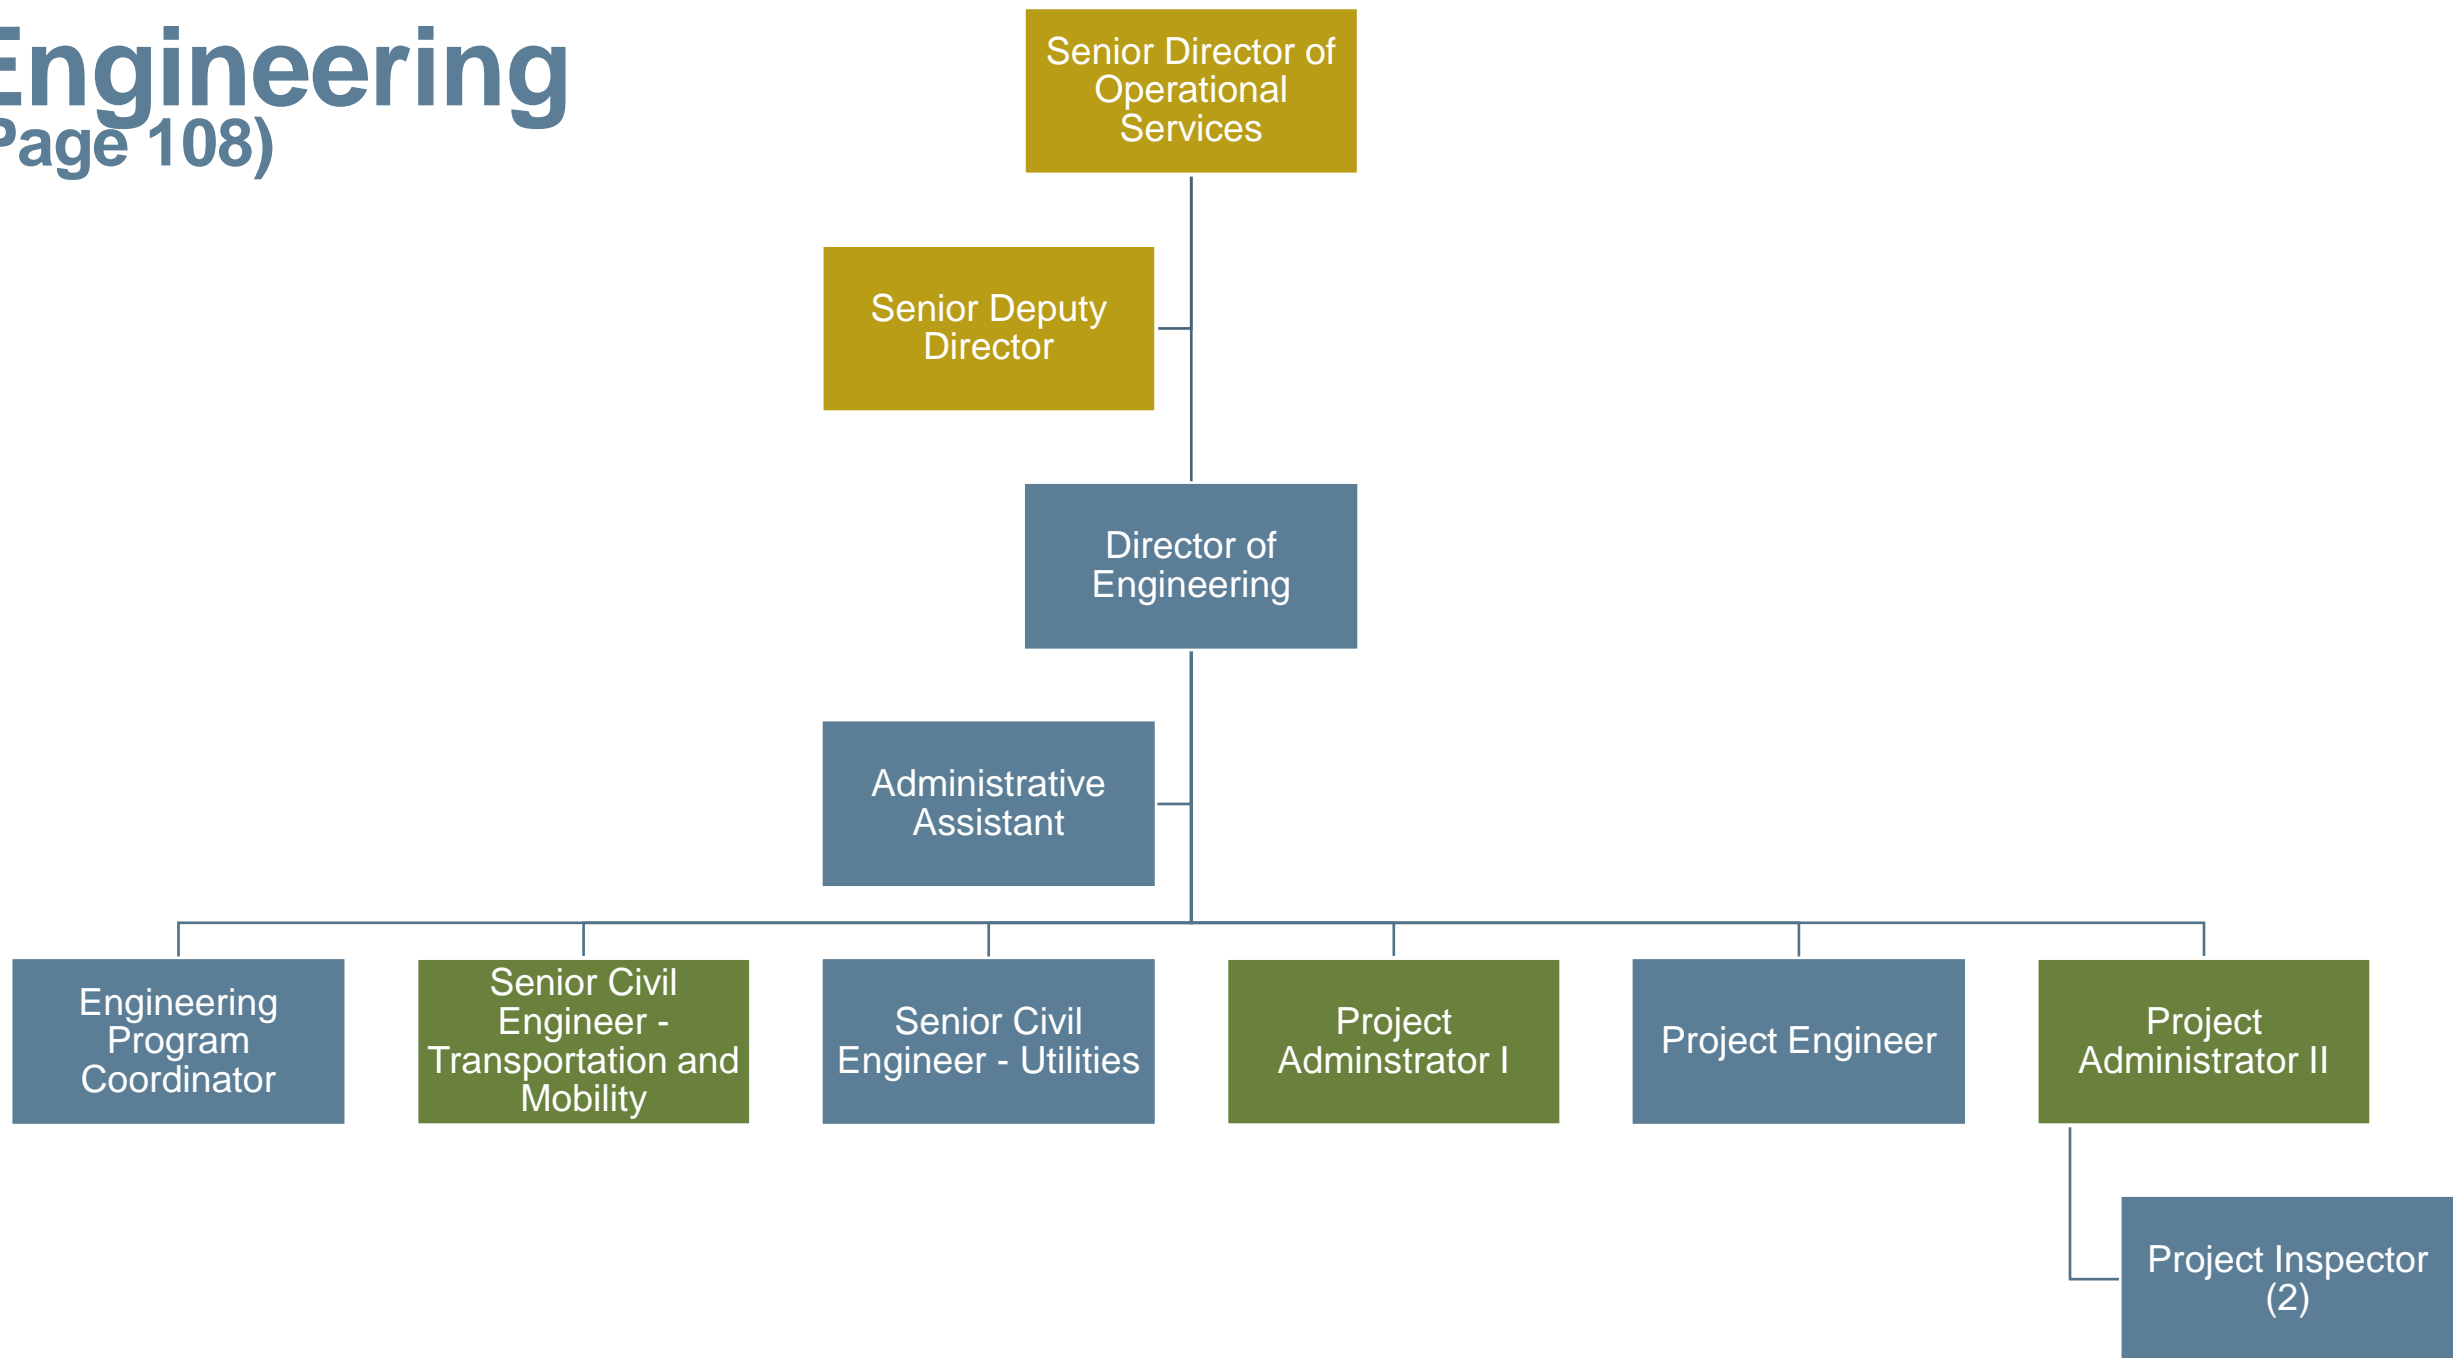 Engineering
Page 108)
Senior Director of
Operational
Services
Senior Deputy
Director
Director of
Engineering
Administrative
Assistant
Engineering
Program
Coordinator
Senior Civil
Engineer -
Transportation and
Mobility
Senior Civil
Engineer - Utilities
Project
Adminstrator I
Project Engineer
Project
Administrator II
Project Inspector
(2)